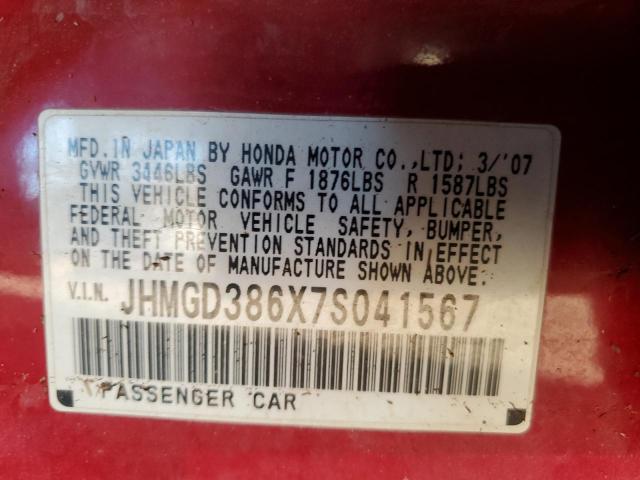 MFD. IN JAPAN BY HONDA MOTOR CO., LTD; 3/'07
GVWR 3446LBS GAWR F 1876LBS R 1587LBS
THIS VEHICLE CONFORMS TO ALL APPLICABLE
FEDERAL MOTOR VEHICLE SAFETY, BUMPER,
AND THEFT PREVENTION STANDARDS IN EFFECT
ON THE DATE OF MANUFACTURE SHOWN ABOVE.
V.I.N. JHMGD386X7S041567
PASSENGER CAR